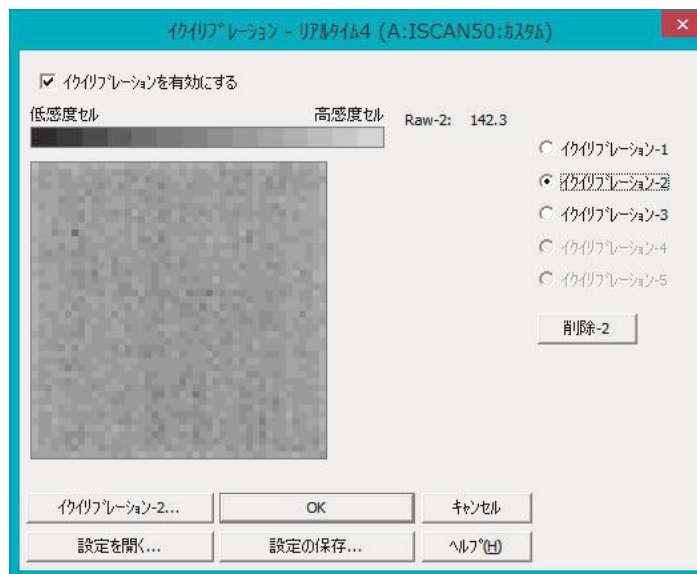 ｲｸｲﾘﾌﾞﾚｰｼｮﾝ - ﾘｱﾙﾀｲﾑ4 (A:ISCAN50:ｶｽﾀﾑ)
ｲｸｲﾘﾌﾞﾚｰｼｮﾝを有効にする
低感度ｾﾙ 高感度ｾﾙ Raw-2: 142.3
ｲｸｲﾘﾌﾞﾚｰｼｮﾝ-1
ｲｸｲﾘﾌﾞﾚｰｼｮﾝ-2
ｲｸｲﾘﾌﾞﾚｰｼｮﾝ-3
ｲｸｲﾘﾌﾞﾚｰｼｮﾝ-4
ｲｸｲﾘﾌﾞﾚｰｼｮﾝ-5
削除-2
ｲｸｲﾘﾌﾞﾚｰｼｮﾝ-2... OK ｷｬﾝｾﾙ
設定を開く... 設定の保存... ﾍﾙﾌﾟ(H)